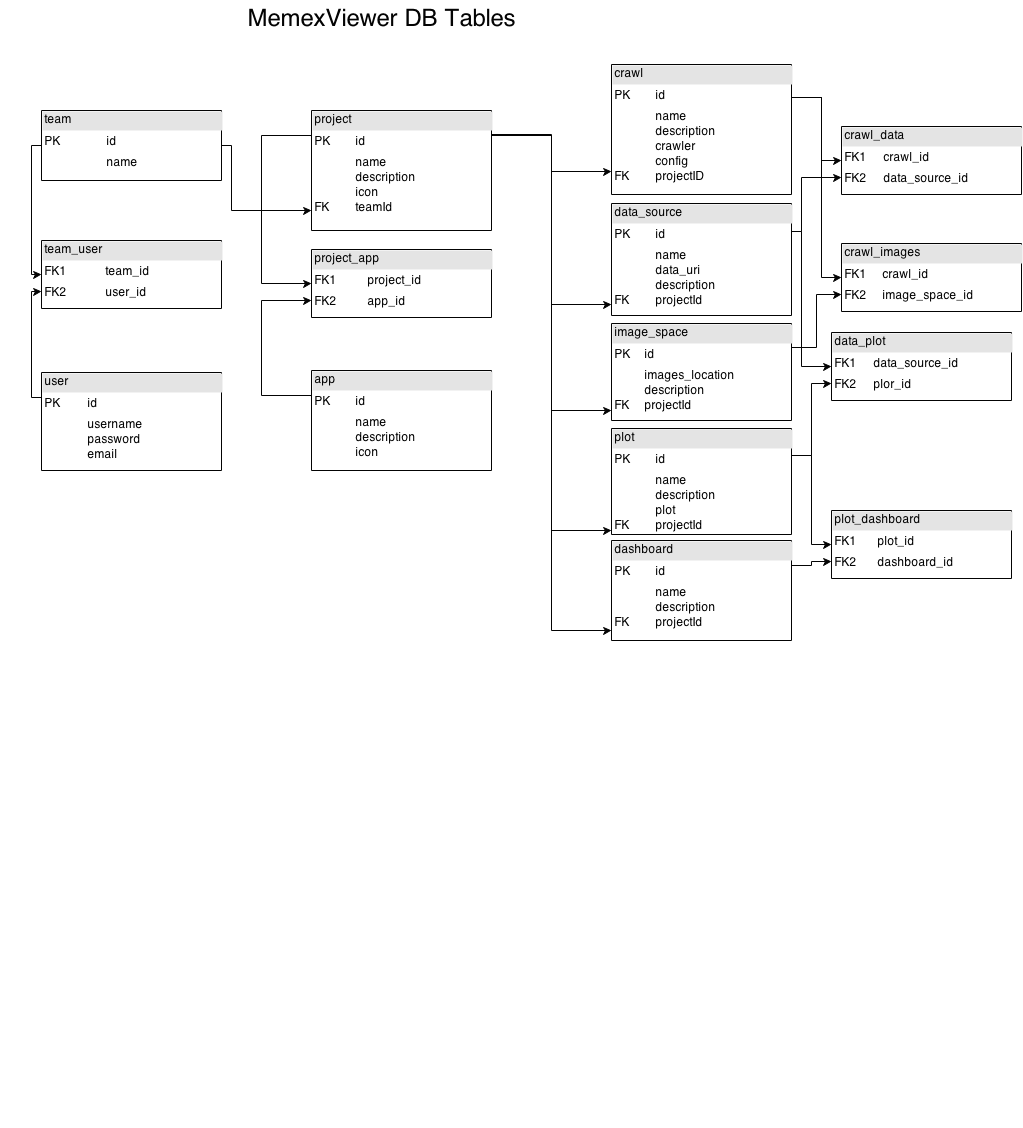 MemexViewer DB Tables
team
PK id
name
team_user
FK1 team_id
FK2 user_id
user
PK id
username
password
email
project
PK id
name
description
icon
FK teamId
project_app
FK1 project_id
FK2 app_id
app
PK id
name
description
icon
crawl
PK id
name
description
crawler
config
FK projectID
data_source
PK id
name
data_uri
description
FK projectId
image_space
PK id
images_location
description
FK projectId
plot
PK id
name
description
plot
FK projectId
dashboard
PK id
name
description
FK projectId
crawl_data
FK1 crawl_id
FK2 data_source_id
crawl_images
FK1 crawl_id
FK2 image_space_id
data_plot
FK1 data_source_id
FK2 plor_id
plot_dashboard
FK1 plot_id
FK2 dashboard_id